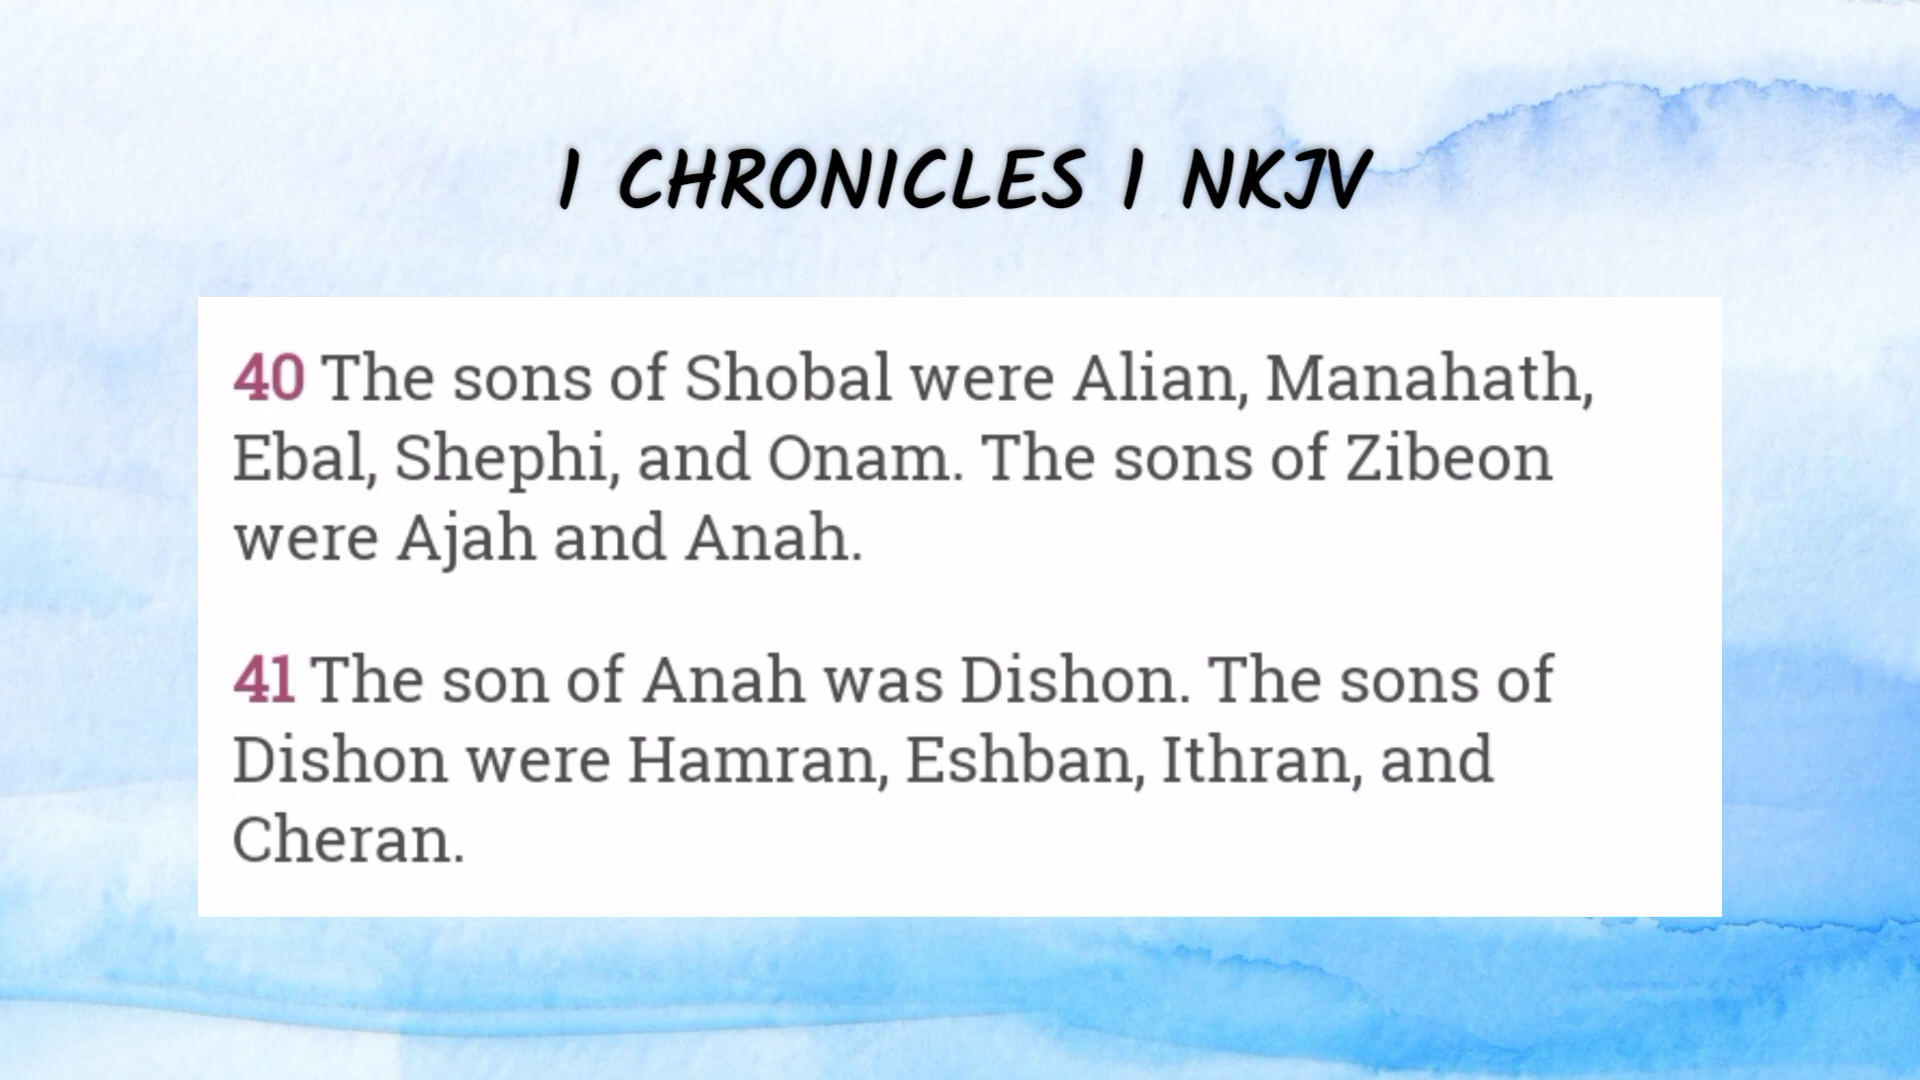 1 CHRONICLES 1 NKJV
40 The sons of Shobal were Alian, Manahath,
Ebal, Shephi, and Onam. The sons of Zibeon
were Ajah and Anah.
41 The son of Anah was Dishon. The sons of
Dishon were Hamran, Eshban, Ithran, and
Cheran.